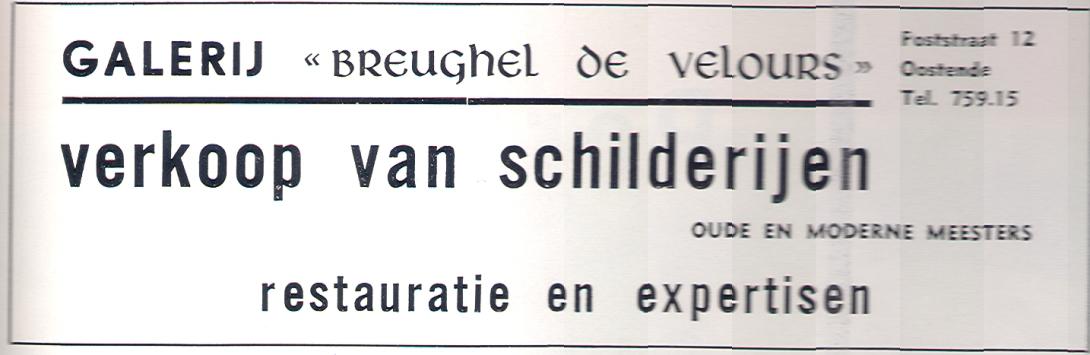 GALERIJ « BREUGHEL DE VELOURS »
Poststraat 12
Oostende
Tel. 759.15
verkoop van schilderijen
OUDE EN MODERNE MEESTERS
restauratie en expertisen